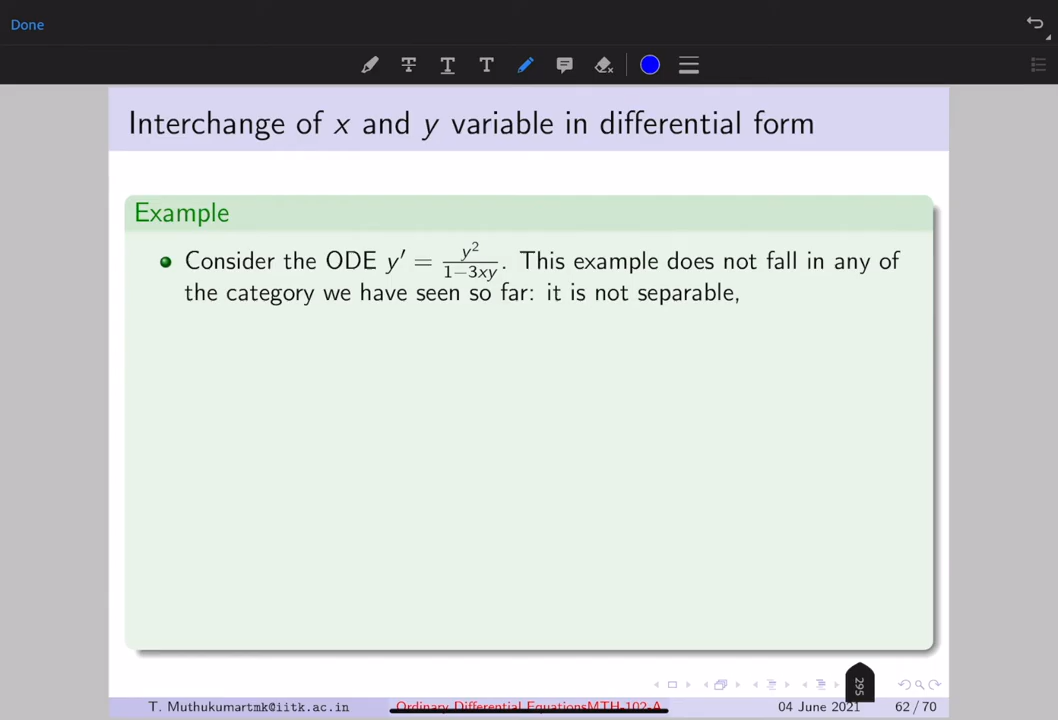 Done
Interchange of x and y variable in differential form
Example
Consider the ODE y′ = y²/(1−3xy). This example does not fall in any of
the category we have seen so far: it is not separable,
295
T. Muthukumartmk@iitk.ac.in Ordinary Differential EquationsMTH-102-A 04 June 2021 62 / 70